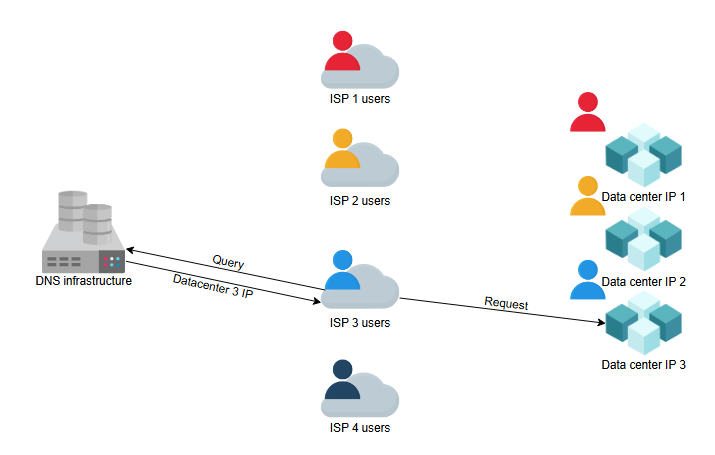 ISP 1 users
ISP 2 users
Data center IP 1
Query
DNS infrastructure
Datacenter 3 IP
Data center IP 2
Request
ISP 3 users
Data center IP 3
ISP 4 users